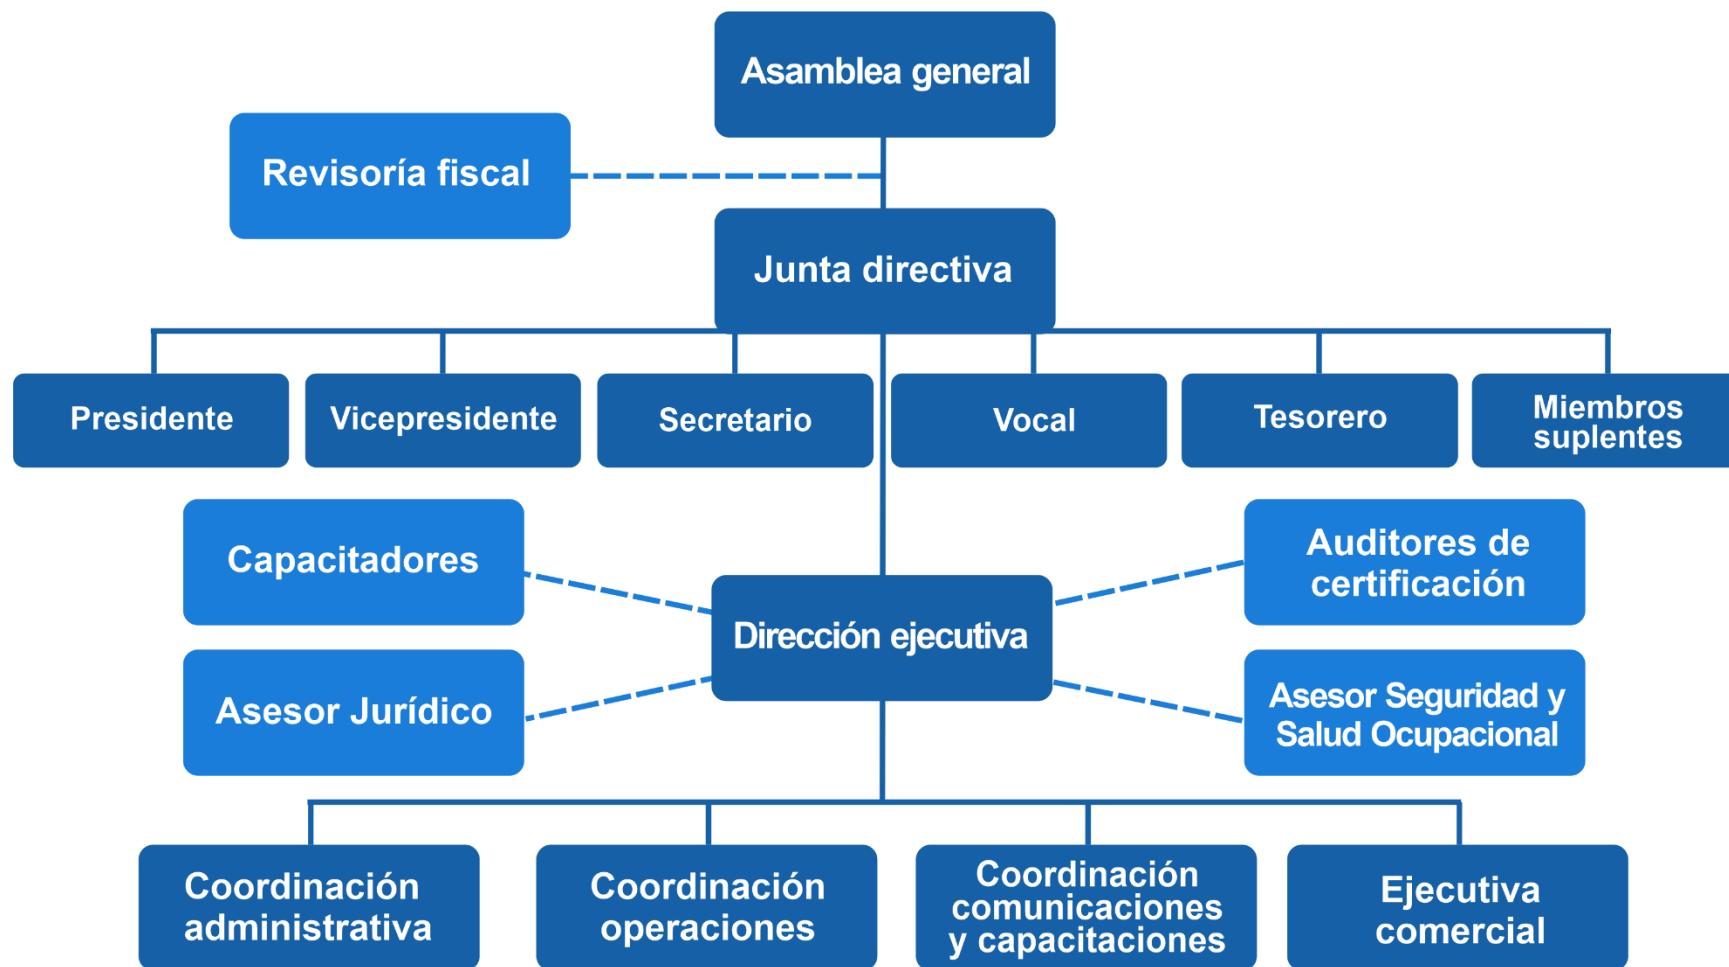 Asamblea general
Revisoría fiscal
Junta directiva
Presidente
Vicepresidente
Secretario
Vocal
Tesorero
Miembros
suplentes
Capacitadores
Auditores de
certificación
Dirección ejecutiva
Asesor Jurídico
Asesor Seguridad y
Salud Ocupacional
Coordinación
administrativa
Coordinación
operaciones
Coordinación
comunicaciones
y capacitaciones
Ejecutiva
comercial